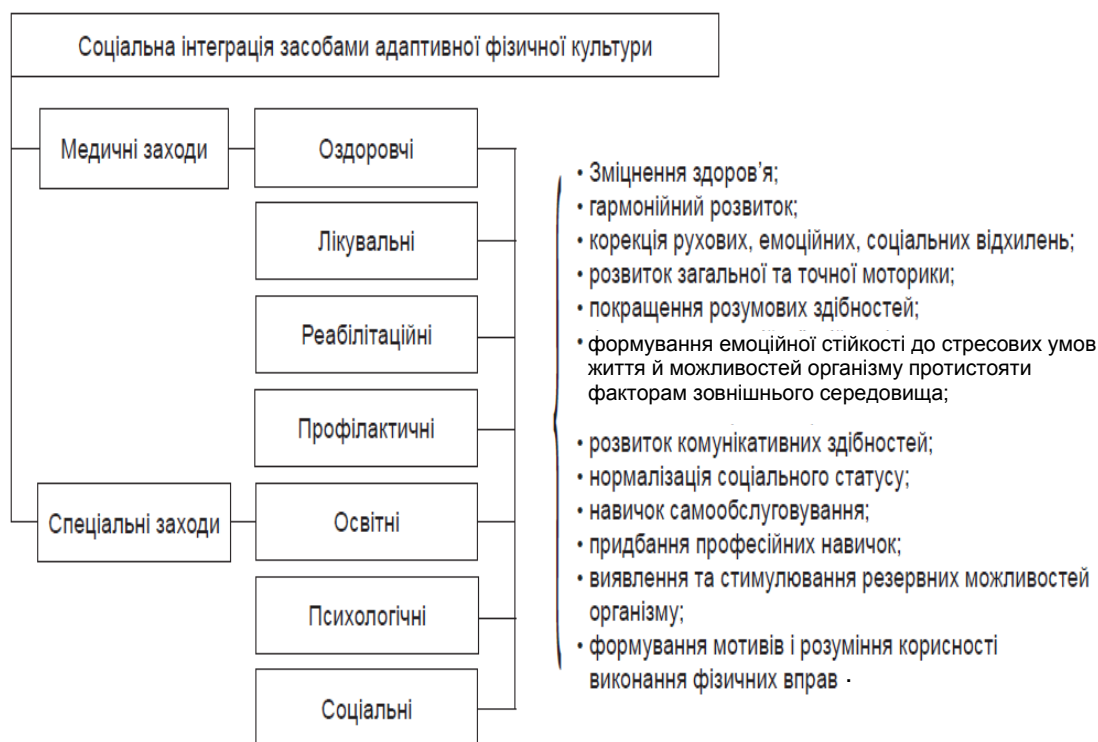 Соціальна інтеграція засобами адаптивної фізичної культури
Медичні заходи
Оздоровчі
Лікувальні
Реабілітаційні
Профілактичні
Спеціальні заходи
Освітні
Психологічні
Соціальні
• Зміцнення здоров’я;
• гармонійний розвиток;
• корекція рухових, емоційних, соціальних відхилень;
• розвиток загальної та точної моторики;
• покращення розумових здібностей;
• формування емоційної стійкості до стресових умов
життя й можливостей організму протистояти
факторам зовнішнього середовища;
• розвиток комунікативних здібностей;
• нормалізація соціального статусу;
• навичок самообслуговування;
• придбання професійних навичок;
• виявлення та стимулювання резервних можливостей
організму;
• формування мотивів і розуміння корисності
виконання фізичних вправ .